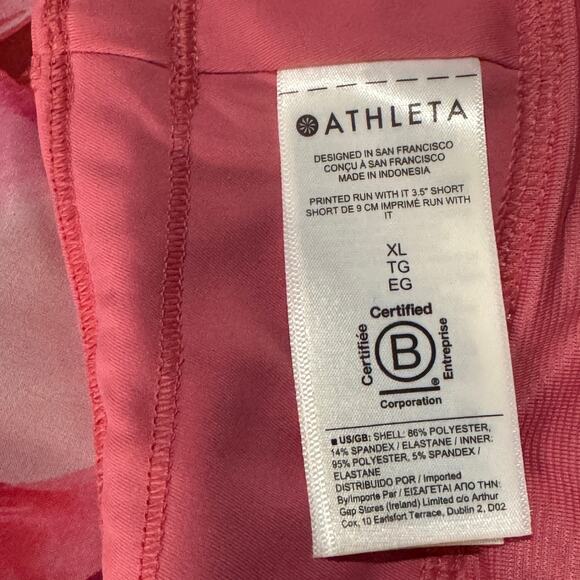 ATHLETA
DESIGNED IN SAN FRANCISCO
CONÇU À SAN FRANCISCO
MADE IN INDONESIA
PRINTED RUN WITH IT 3.5" SHORT
SHORT DE 9 CM IMPRIMÉ RUN WITH
IT
XL
TG
EG
Certified
Certifiée
B
Entreprise
Corporation
■ US/GB: SHELL: 86% POLYESTER,
14% SPANDEX / ELASTANE / INNER:
95% POLYESTER, 5% SPANDEX /
ELASTANE
DISTRIBUIDO POR / Imported
By/Importe Par / ΕΙΣΑΓΕΤΑΙ ΑΠΟ ΤΗΝ:
Gap Stores (Ireland) Limited c/o Arthur
Cox, 10 Earlsfort Terrace, Dublin 2, D02